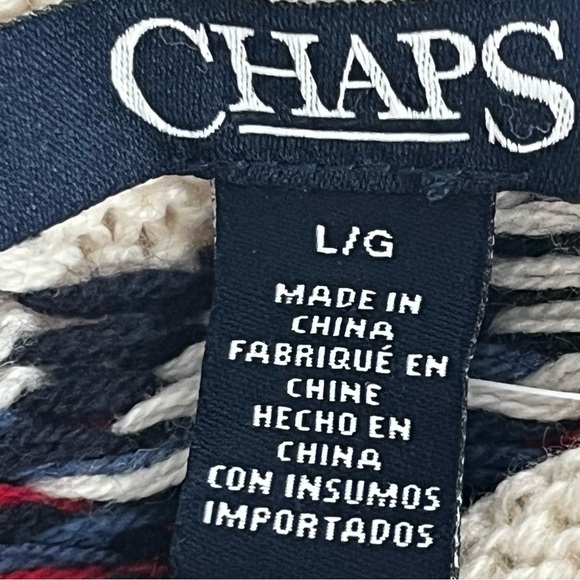 CHAPS
L/G
MADE IN
CHINA
FABRIQUÉ EN
CHINE
HECHO EN
CHINA
CON INSUMOS
IMPORTADOS